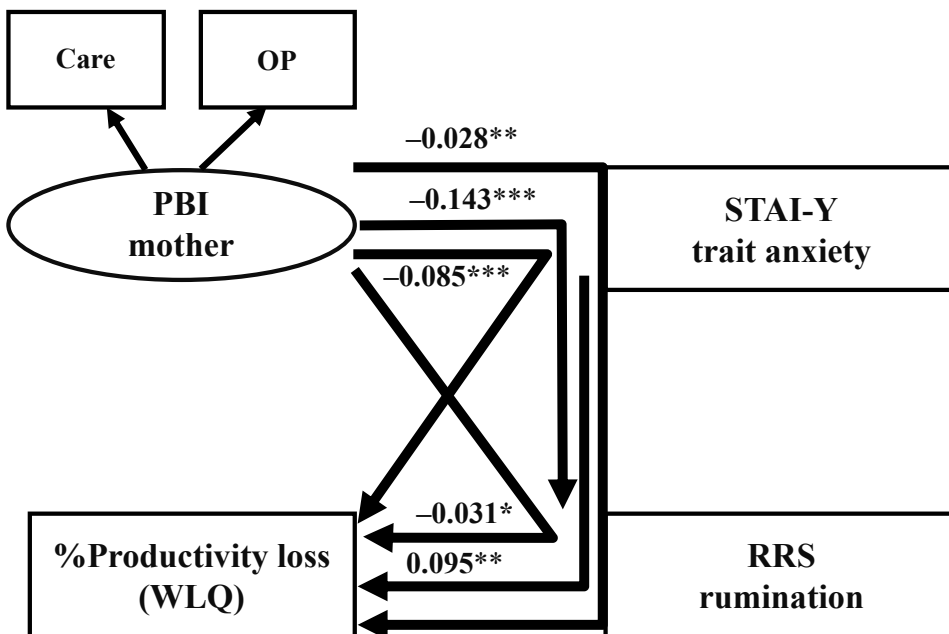 Care
OP
–0.028**
PBI
mother
–0.143***
STAI-Y
trait anxiety
–0.085***
–0.031*
%Productivity loss
(WLQ)
0.095**
RRS
rumination